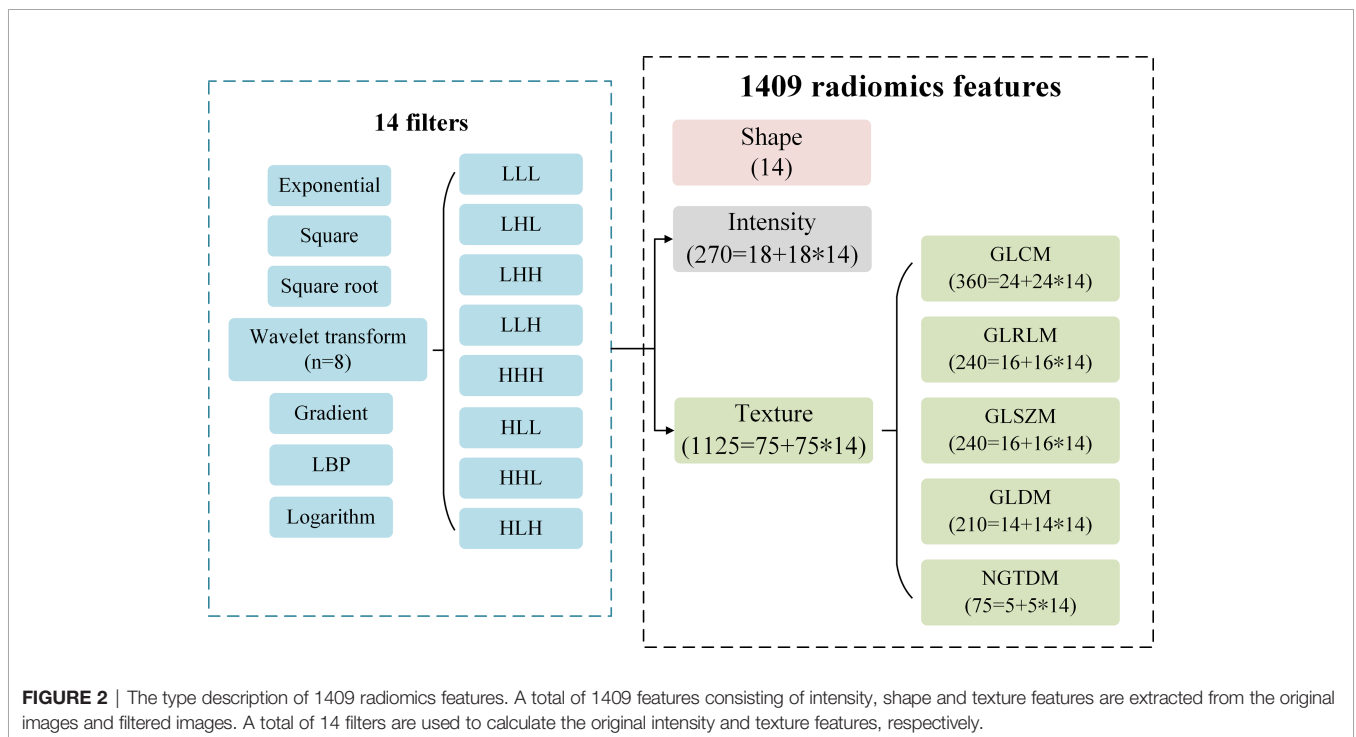 14 filters
Exponential
Square
Square root
Wavelet transform
(n=8)
Gradient
LBP
Logarithm
LLL
LHL
LHH
LLH
HHH
HLL
HHL
HLH
1409 radiomics features
Shape
(14)
Intensity
(270=18+18*14)
Texture
(1125=75+75*14)
GLCM
(360=24+24*14)
GLRLM
(240=16+16*14)
GLSZM
(240=16+16*14)
GLDM
(210=14+14*14)
NGTDM
(75=5+5*14)
FIGURE 2 | The type description of 1409 radiomics features. A total of 1409 features consisting of intensity, shape and texture features are extracted from the original
images and filtered images. A total of 14 filters are used to calculate the original intensity and texture features, respectively.